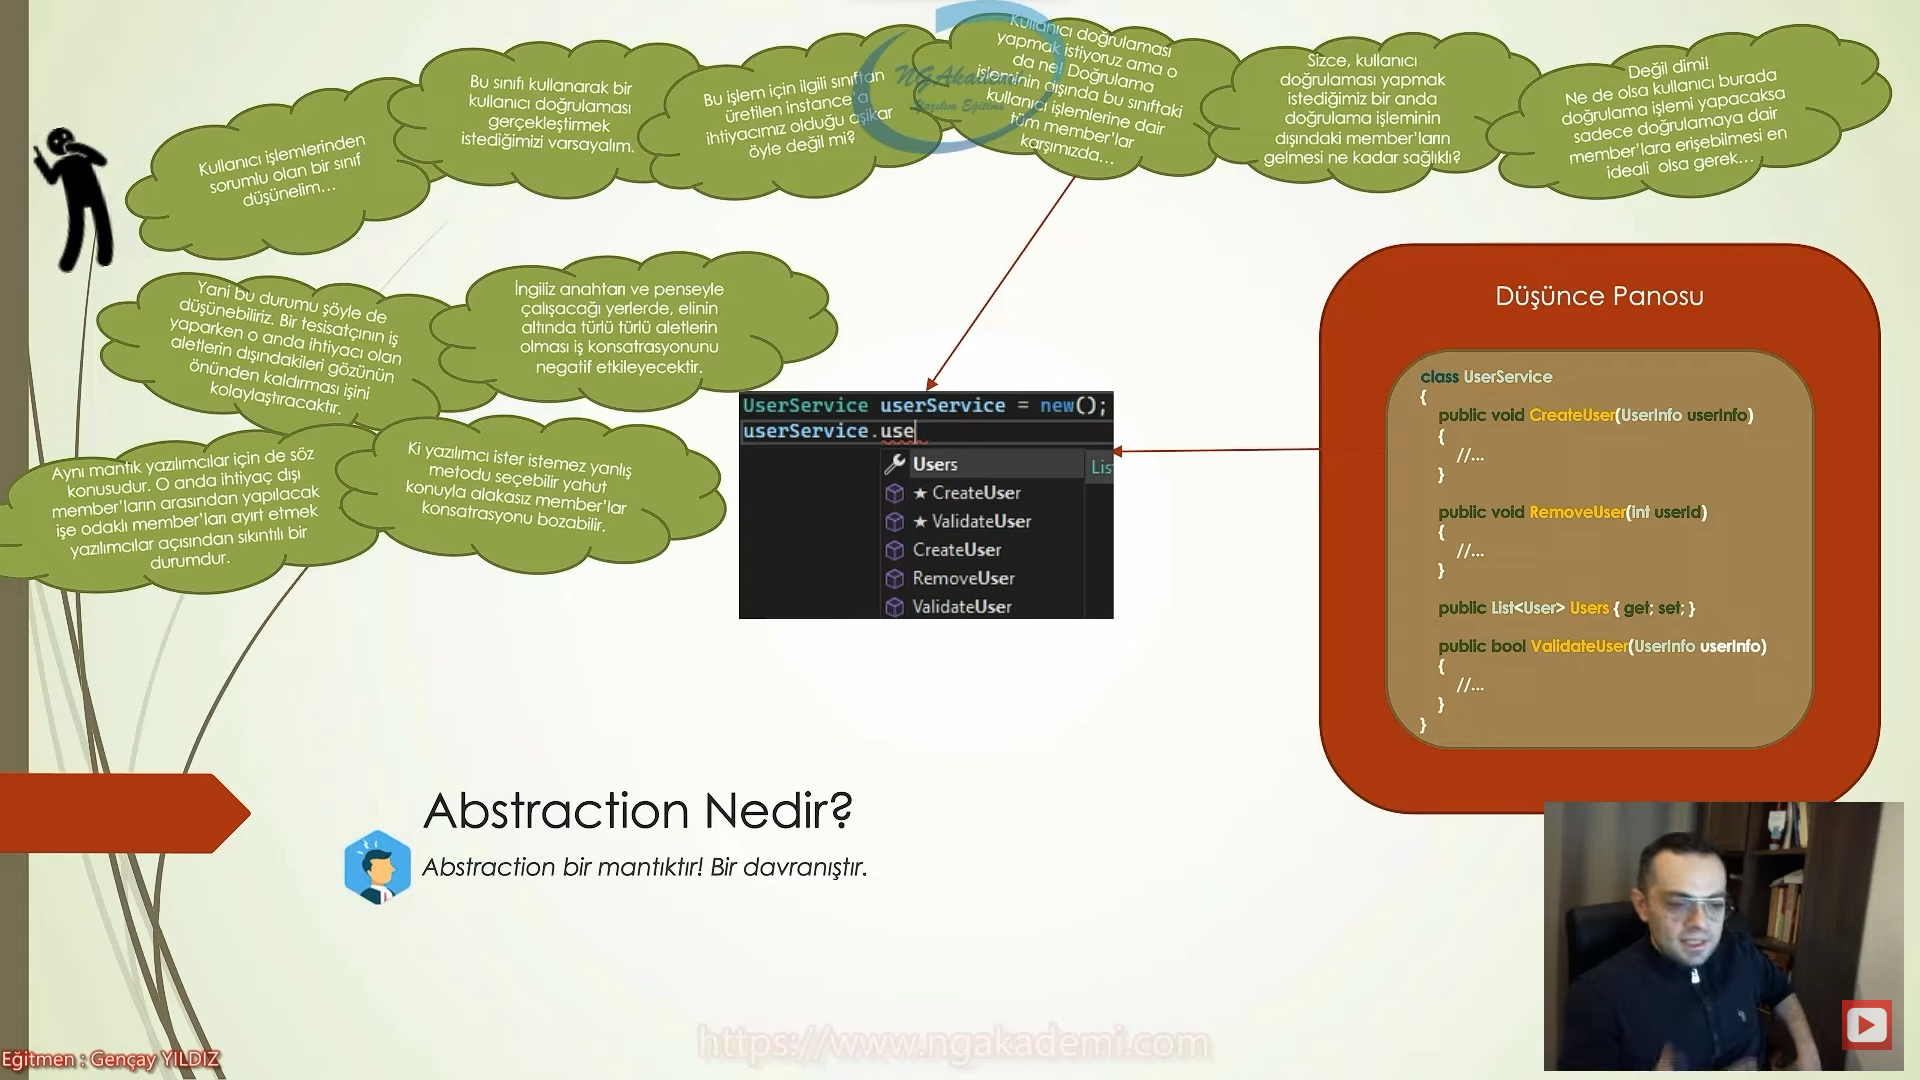 Kullanıcı işlemlerinden
sorumlu olan bir sınıf
düşünelim...
Bu sınıfı kullanarak bir
kullanıcı doğrulaması
gerçekleştirmek
istediğimizi varsayalım.
Bu işlem için ilgili sınıftan
üretilen instance'a
ihtiyacımız olduğu aşikar
öyle değil mi?
Kullanıcı doğrulaması
yapmak istiyoruz ama o
da ne! Doğrulama
işleminin dışında bu sınıftaki
kullanıcı işlemlerine dair
tüm member'lar
karşımızda...
NGAkademi
Yazılım Eğitimi
Sizce, kullanıcı
doğrulaması yapmak
istediğimiz bir anda
doğrulama işleminin
dışındaki member'ların
gelmesi ne kadar sağlıklı?
Değil dimi!
Ne de olsa kullanıcı burada
doğrulama işlemi yapacaksa
sadece doğrulamaya dair
member'lara erişebilmesi en
ideali olsa gerek...
Yani bu durumu şöyle de
düşünebiliriz. Bir tesisatçının iş
yaparken o anda ihtiyacı olan
aletlerin dışındakileri gözünün
önünden kaldırması işini
kolaylaştıracaktır.
İngiliz anahtarı ve penseyle
çalışacağı yerlerde, elinin
altında türlü türlü aletlerin
olması iş konsatrasyonunu
negatif etkileyecektir.
Aynı mantık yazılımcılar için de söz
konusudur. O anda ihtiyaç dışı
member'ların arasından yapılacak
işe odaklı member'ları ayırt etmek
yazılımcılar açısından sıkıntılı bir
durumdur.
Ki yazılımcı ister istemez yanlış
metodu seçebilir yahut
konuyla alakasız member'lar
konsatrasyonu bozabilir.
UserService userService = new();
userService.use
Users
Lis
★ CreateUser
★ ValidateUser
CreateUser
RemoveUser
ValidateUser
Düşünce Panosu
class UserService
{
public void CreateUser(UserInfo userInfo)
{
//...
}
public void RemoveUser(int userId)
{
//...
}
public List<User> Users { get; set; }
public bool ValidateUser(UserInfo userInfo)
{
//...
}
}
Abstraction Nedir?
Abstraction bir mantıktır! Bir davranıştır.
https://www.ngakademi.com
Eğitmen : Gençay YILDIZ